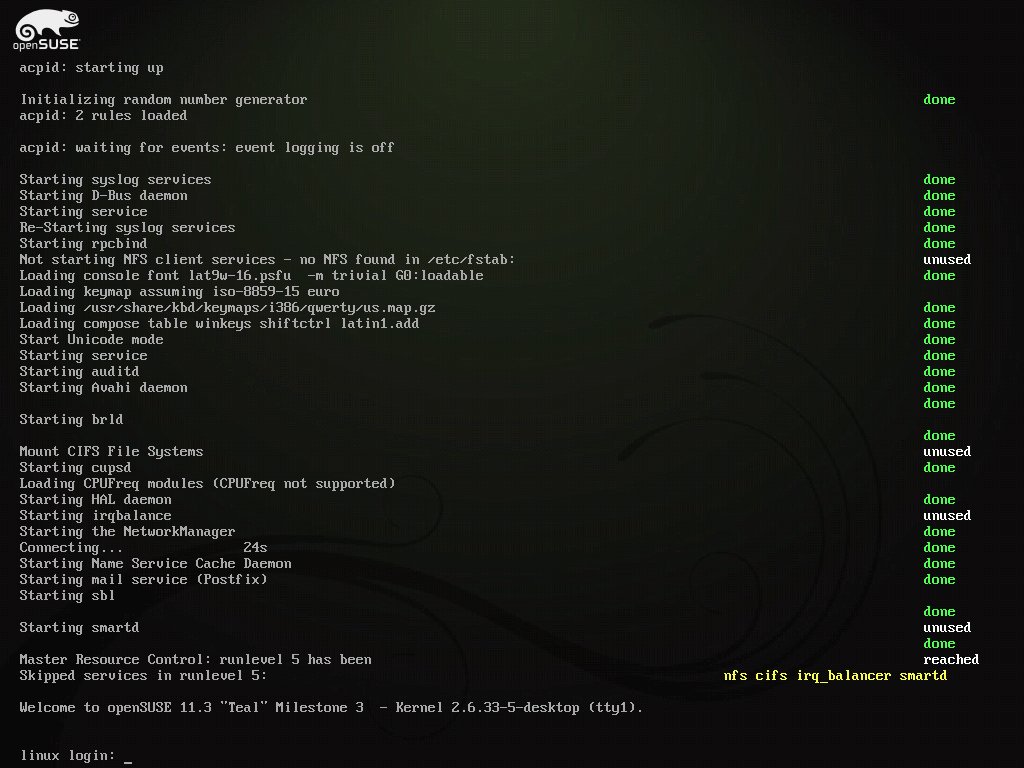 openSUSE
acpid: starting up
Initializing random number generator done
acpid: 2 rules loaded
acpid: waiting for events: event logging is off
Starting syslog services done
Starting D-Bus daemon done
Starting service done
Re-Starting syslog services done
Starting rpcbind done
Not starting NFS client services - no NFS found in /etc/fstab: unused
Loading console font lat9w-16.psfu  -m trivial G0:loadable done
Loading keymap assuming iso-8859-15 euro
Loading /usr/share/kbd/keymaps/i386/qwerty/us.map.gz done
Loading compose table winkeys shiftctrl latin1.add done
Start Unicode mode done
Starting service done
Starting auditd done
Starting Avahi daemon done
done
Starting brld
done
Mount CIFS File Systems unused
Starting cupsd done
Loading CPUFreq modules (CPUFreq not supported)
Starting HAL daemon done
Starting irqbalance unused
Starting the NetworkManager done
Connecting... 24s done
Starting Name Service Cache Daemon done
Starting mail service (Postfix) done
Starting sbl
done
Starting smartd unused
done
Master Resource Control: runlevel 5 has been reached
Skipped services in runlevel 5: nfs cifs irq_balancer smartd
Welcome to openSUSE 11.3 "Teal" Milestone 3  - Kernel 2.6.33-5-desktop (tty1).
linux login: _